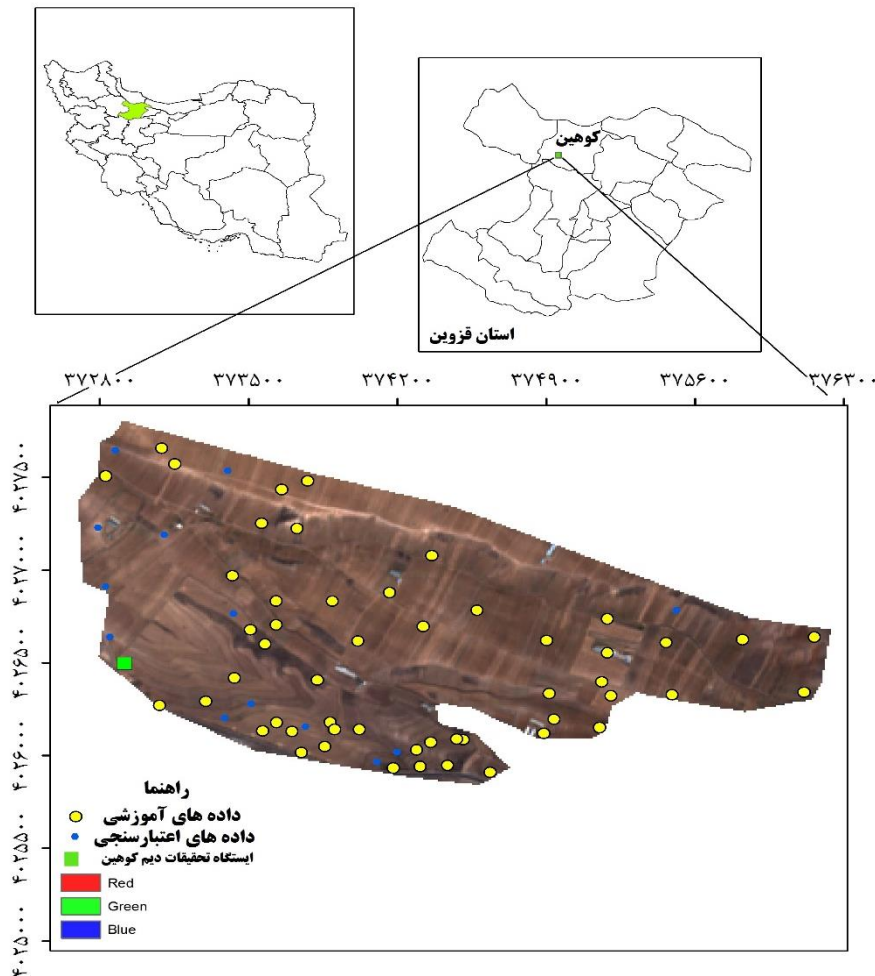 کوهین
استان قزوین
۳۷۲۸۰۰ ۳۷۳۵۰۰ ۳۷۴۲۰۰ ۳۷۴۹۰۰ ۳۷۵۶۰۰ ۳۷۶۳۰۰
۴۰۲۷۵۰۰
۴۰۲۷۰۰۰
۴۰۲۶۵۰۰
۴۰۲۶۰۰۰
۴۰۲۵۵۰۰
۴۰۲۵۰۰۰
راهنما
داده های آموزشی
داده های اعتبارسنجی
ایستگاه تحقیقات دیم کوهین
Red
Green
Blue